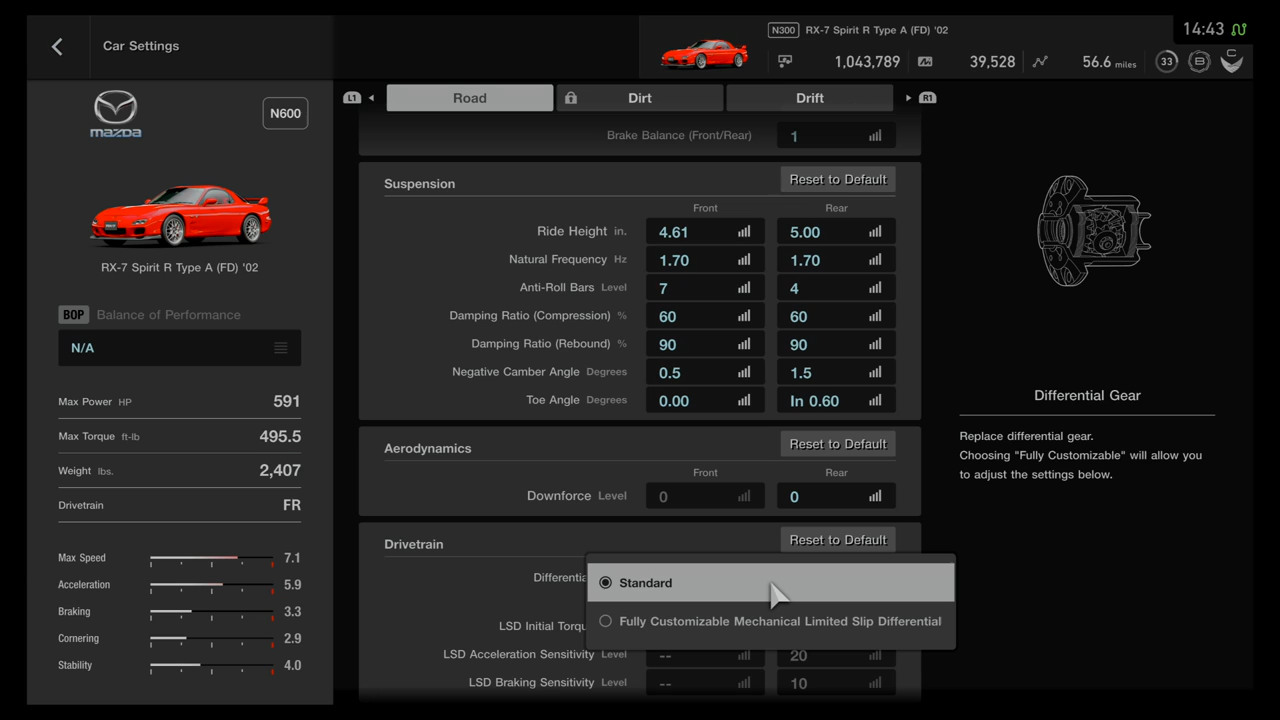 Car Settings
N300 RX-7 Spirit R Type A (FD) '02
14:43
1,043,789
39,528
56.6 miles
33
B
C
mazda
N600
RX-7 Spirit R Type A (FD) '02
BOP Balance of Performance
N/A
Max Power HP 591
Max Torque ft-lb 495.5
Weight lbs. 2,407
Drivetrain FR
Max Speed 7.1
Acceleration 5.9
Braking 3.3
Cornering 2.9
Stability 4.0
L1 Road Dirt Drift R1
Brake Balance (Front/Rear) 1
Suspension Reset to Default
Front Rear
Ride Height in. 4.61 5.00
Natural Frequency Hz 1.70 1.70
Anti-Roll Bars Level 7 4
Damping Ratio (Compression) % 60 60
Damping Ratio (Rebound) % 90 90
Negative Camber Angle Degrees 0.5 1.5
Toe Angle Degrees 0.00 In 0.60
Aerodynamics Reset to Default
Front Rear
Downforce Level 0 0
Drivetrain Reset to Default
Differentia
Standard
LSD Initial Torqu
Fully Customizable Mechanical Limited Slip Differential
LSD Acceleration Sensitivity Level -- 20
LSD Braking Sensitivity Level -- 10
Differential Gear
Replace differential gear.
Choosing "Fully Customizable" will allow you
to adjust the settings below.